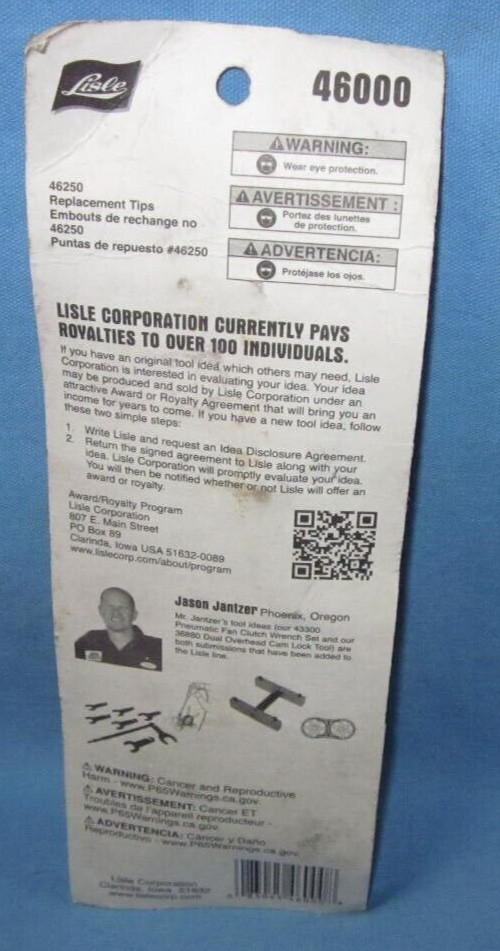 Lisle
46000
WARNING:
Wear eye protection.
AVERTISSEMENT :
Portez des lunettes
de protection.
ADVERTENCIA:
Protéjase los ojos.
46250
Replacement Tips
Embouts de rechange no
46250
Puntas de repuesto #46250
LISLE CORPORATION CURRENTLY PAYS
ROYALTIES TO OVER 100 INDIVIDUALS.
If you have an original tool idea which others may need, Lisle
Corporation is interested in evaluating your idea. Your idea
may be produced and sold by Lisle Corporation under an
attractive Award or Royalty Agreement that will bring you an
income for years to come. If you have a new tool idea, follow
these two simple steps:
1. Write Lisle and request an Idea Disclosure Agreement.
2. Return the signed agreement to Lisle along with your
idea. Lisle Corporation will promptly evaluate your idea.
You will then be notified whether or not Lisle will offer an
award or royalty.
Award/Royalty Program
Lisle Corporation
807 E. Main Street
PO Box 89
Clarinda, Iowa USA 51632-0089
www.lislecorp.com/about/program
Jason Jantzer Phoenix, Oregon
Mr. Jantzer's tool ideas (our 43300
Pneumatic Fan Clutch Wrench Set and our
36880 Dual Overhead Cam Lock Tool) are
both submissions that have been added to
the Lisle line.
WARNING: Cancer and Reproductive
Harm - www.P65Warnings.ca.gov.
AVERTISSEMENT: Cancer ET
Troubles de l'appareil reproducteur -
www.P65Warnings.ca.gov.
ADVERTENCIA: Cáncer y Daño
Reproductivo - www.P65Warnings.ca.gov.
Lisle Corporation
Clarinda, Iowa 51632
www.lislecorp.com